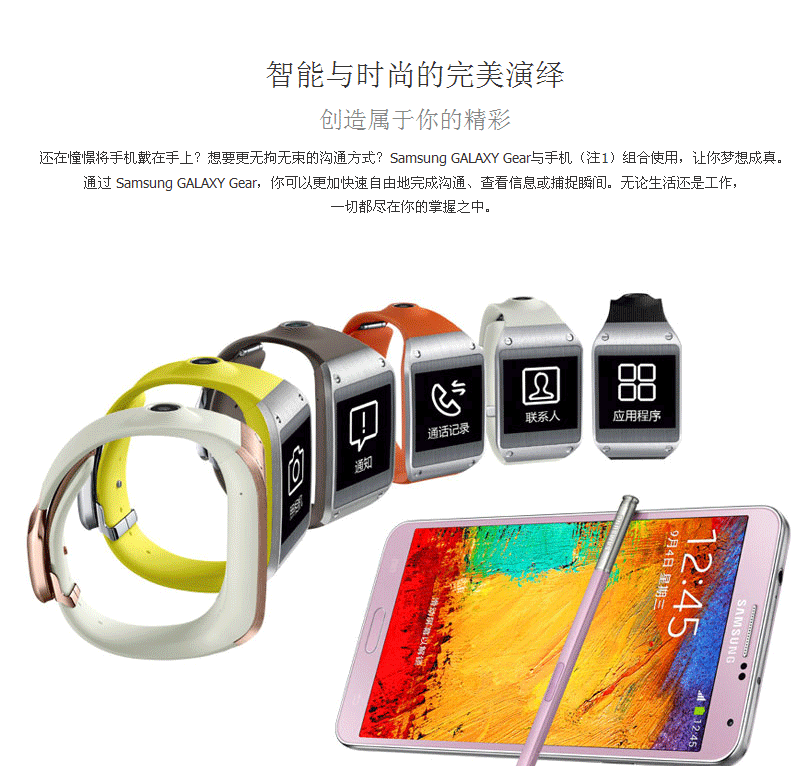 智能与时尚的完美演绎
创造属于你的精彩
还在憧憬将手机戴在手上？想要更无拘无束的沟通方式？Samsung GALAXY Gear与手机（注1）组合使用，让你梦想成真。
通过 Samsung GALAXY Gear，你可以更加快速自由地完成沟通、查看信息或捕捉瞬间。无论生活还是工作，
一切都尽在你的掌握之中。
通知
通话记录
联系人
应用程序
12:45
9月4日 星期三
SAMSUNG
12:45